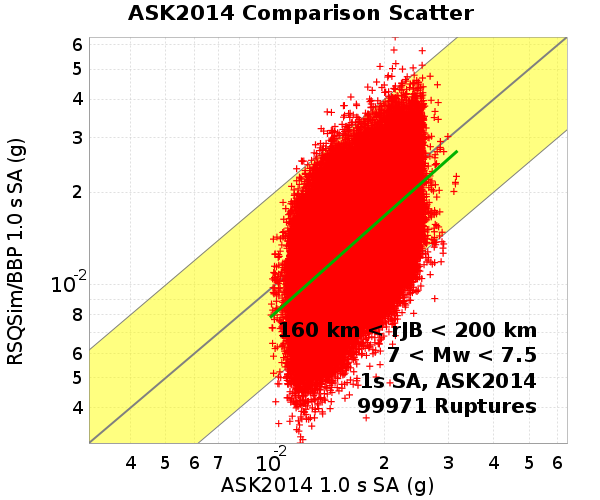 ASK2014 Comparison Scatter
6
5
4
3
2
10-2
8
6
5
4
RSQSim/BBP 1.0 s SA (g)
160 km < rJB < 200 km
7 < Mw < 7.5
1s SA, ASK2014
99971 Ruptures
4 5 6 7 10-2 2 3 4 5 6
ASK2014 1.0 s SA (g)